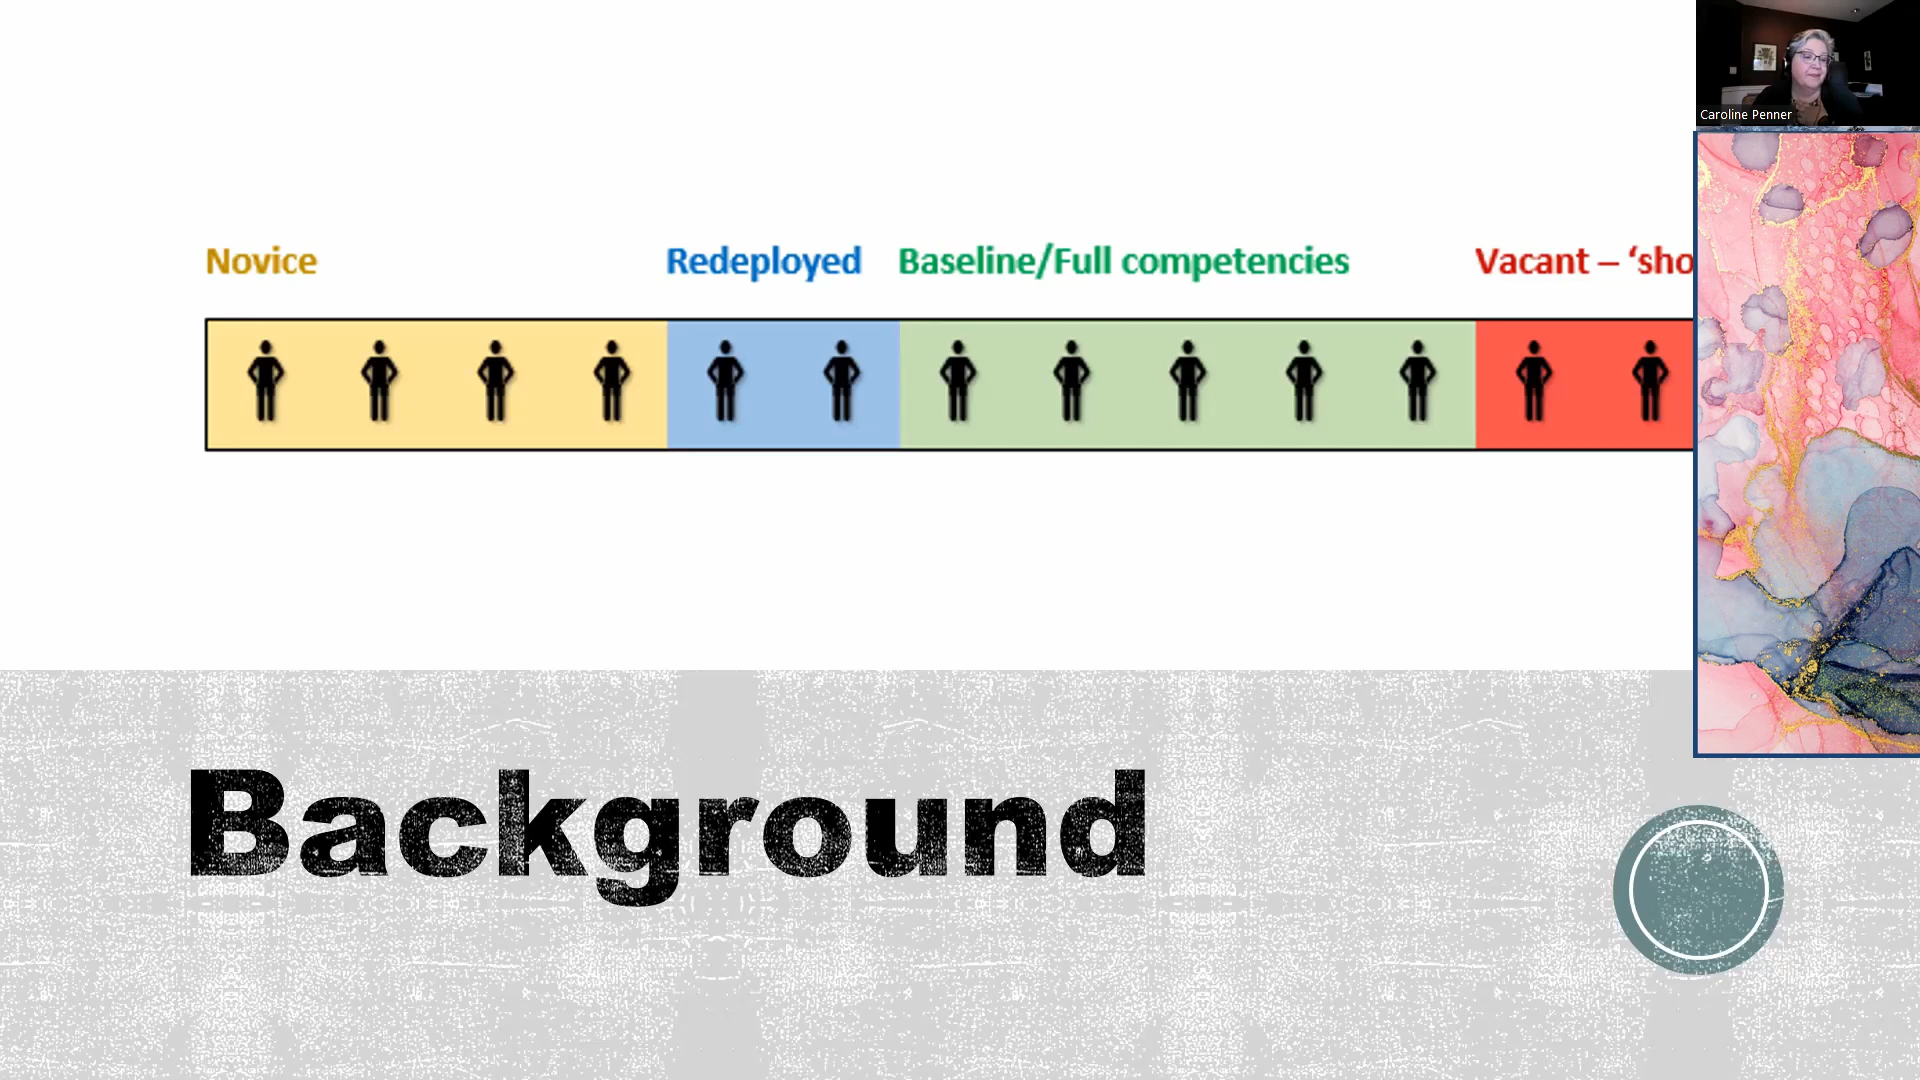 Caroline Penner
Novice Redeployed Baseline/Full competencies Vacant – ‘sho
Background